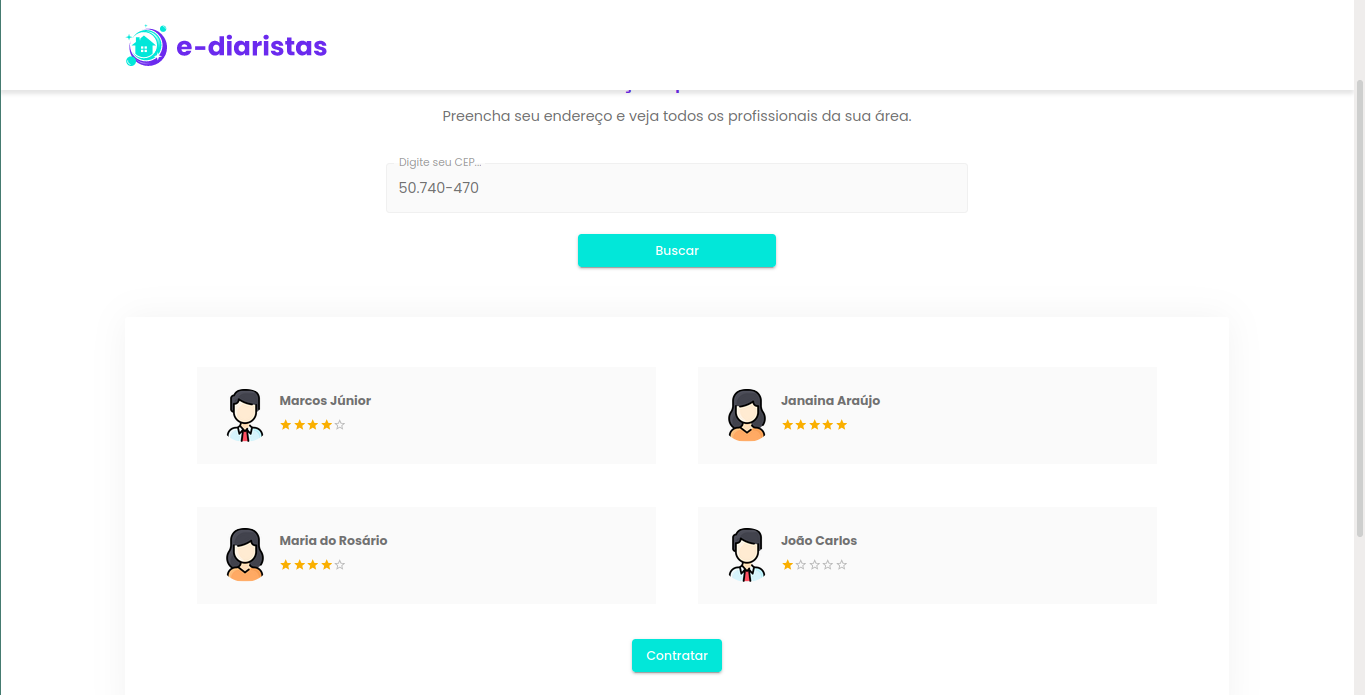 e-diaristas
Preencha seu endereço e veja todos os profissionais da sua área.
Digite seu CEP...
50.740-470
Buscar
Marcos Júnior
Janaina Araújo
Maria do Rosário
João Carlos
Contratar